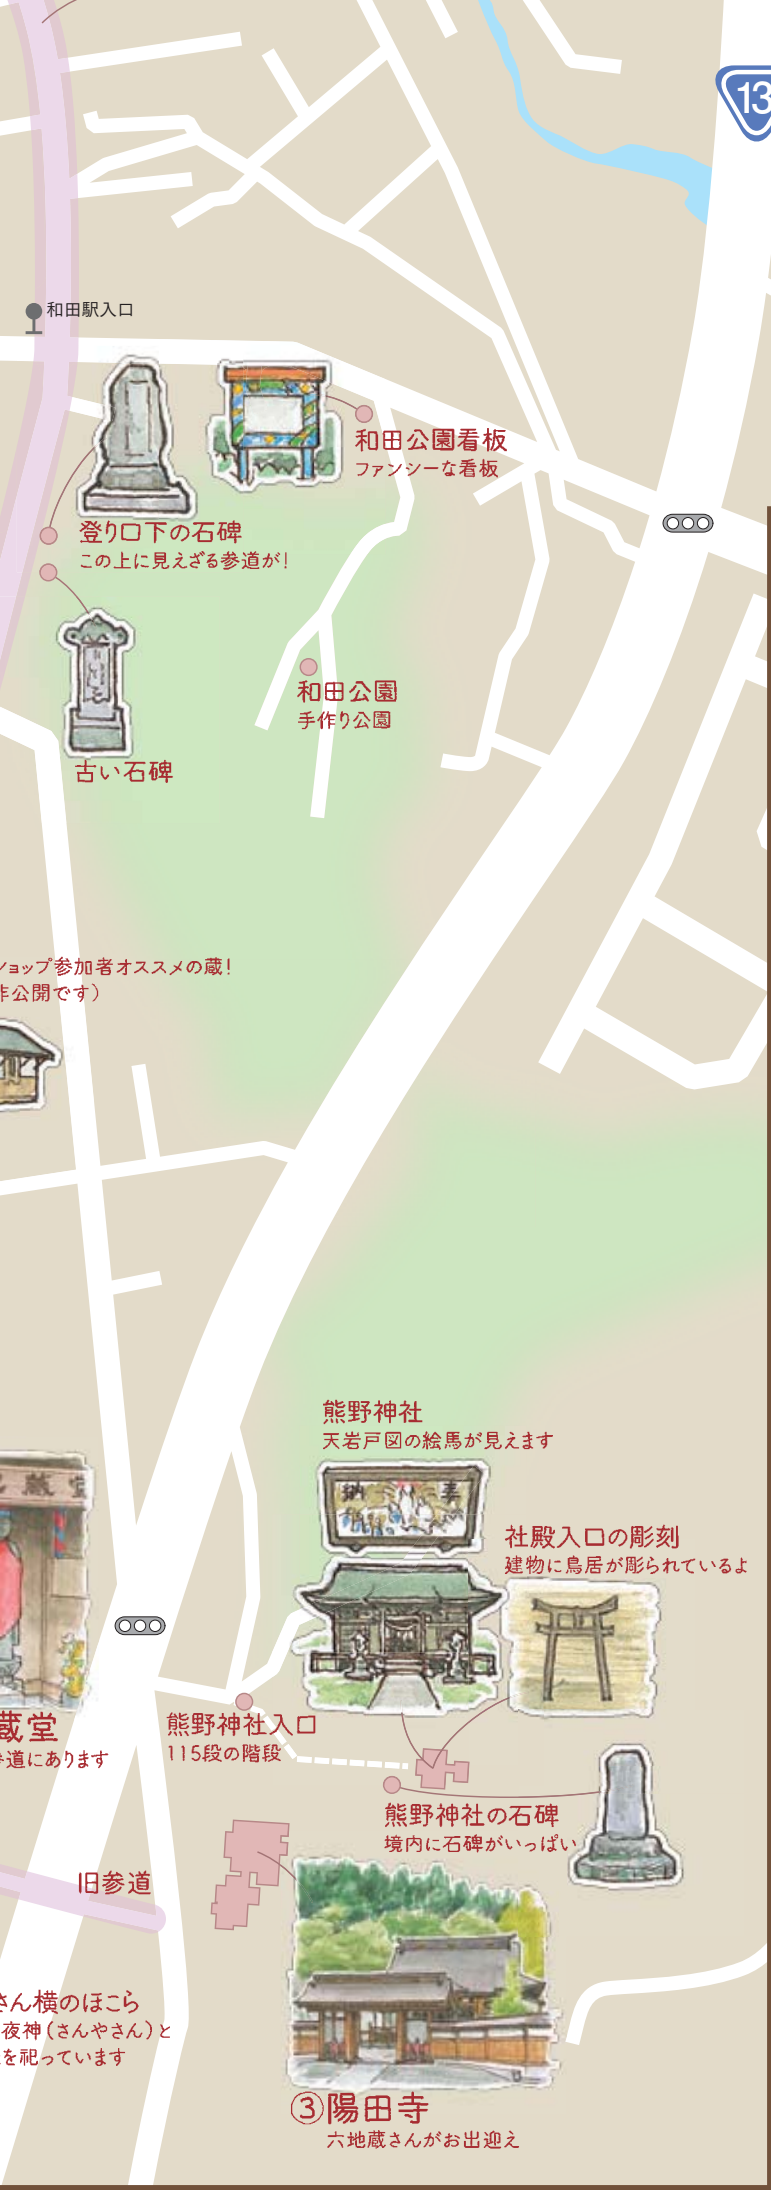 13
和田駅入口
和田公園看板
ファンシーな看板
登り口下の石碑
この上に見えざる参道が!
和田公園
手作り公園
古い石碑
ョップ参加者オススメの蔵!
非公開です）
熊野神社
天岩戸図の絵馬が見えます
社殿入口の彫刻
建物に鳥居が彫られているよ
蔵堂
参道にあります
熊野神社入口
115段の階段
熊野神社の石碑
境内に石碑がいっぱい
旧参道
さん横のほこら
夜神（さんやさん）と
を祀っています
③陽田寺
六地蔵さんがお出迎え